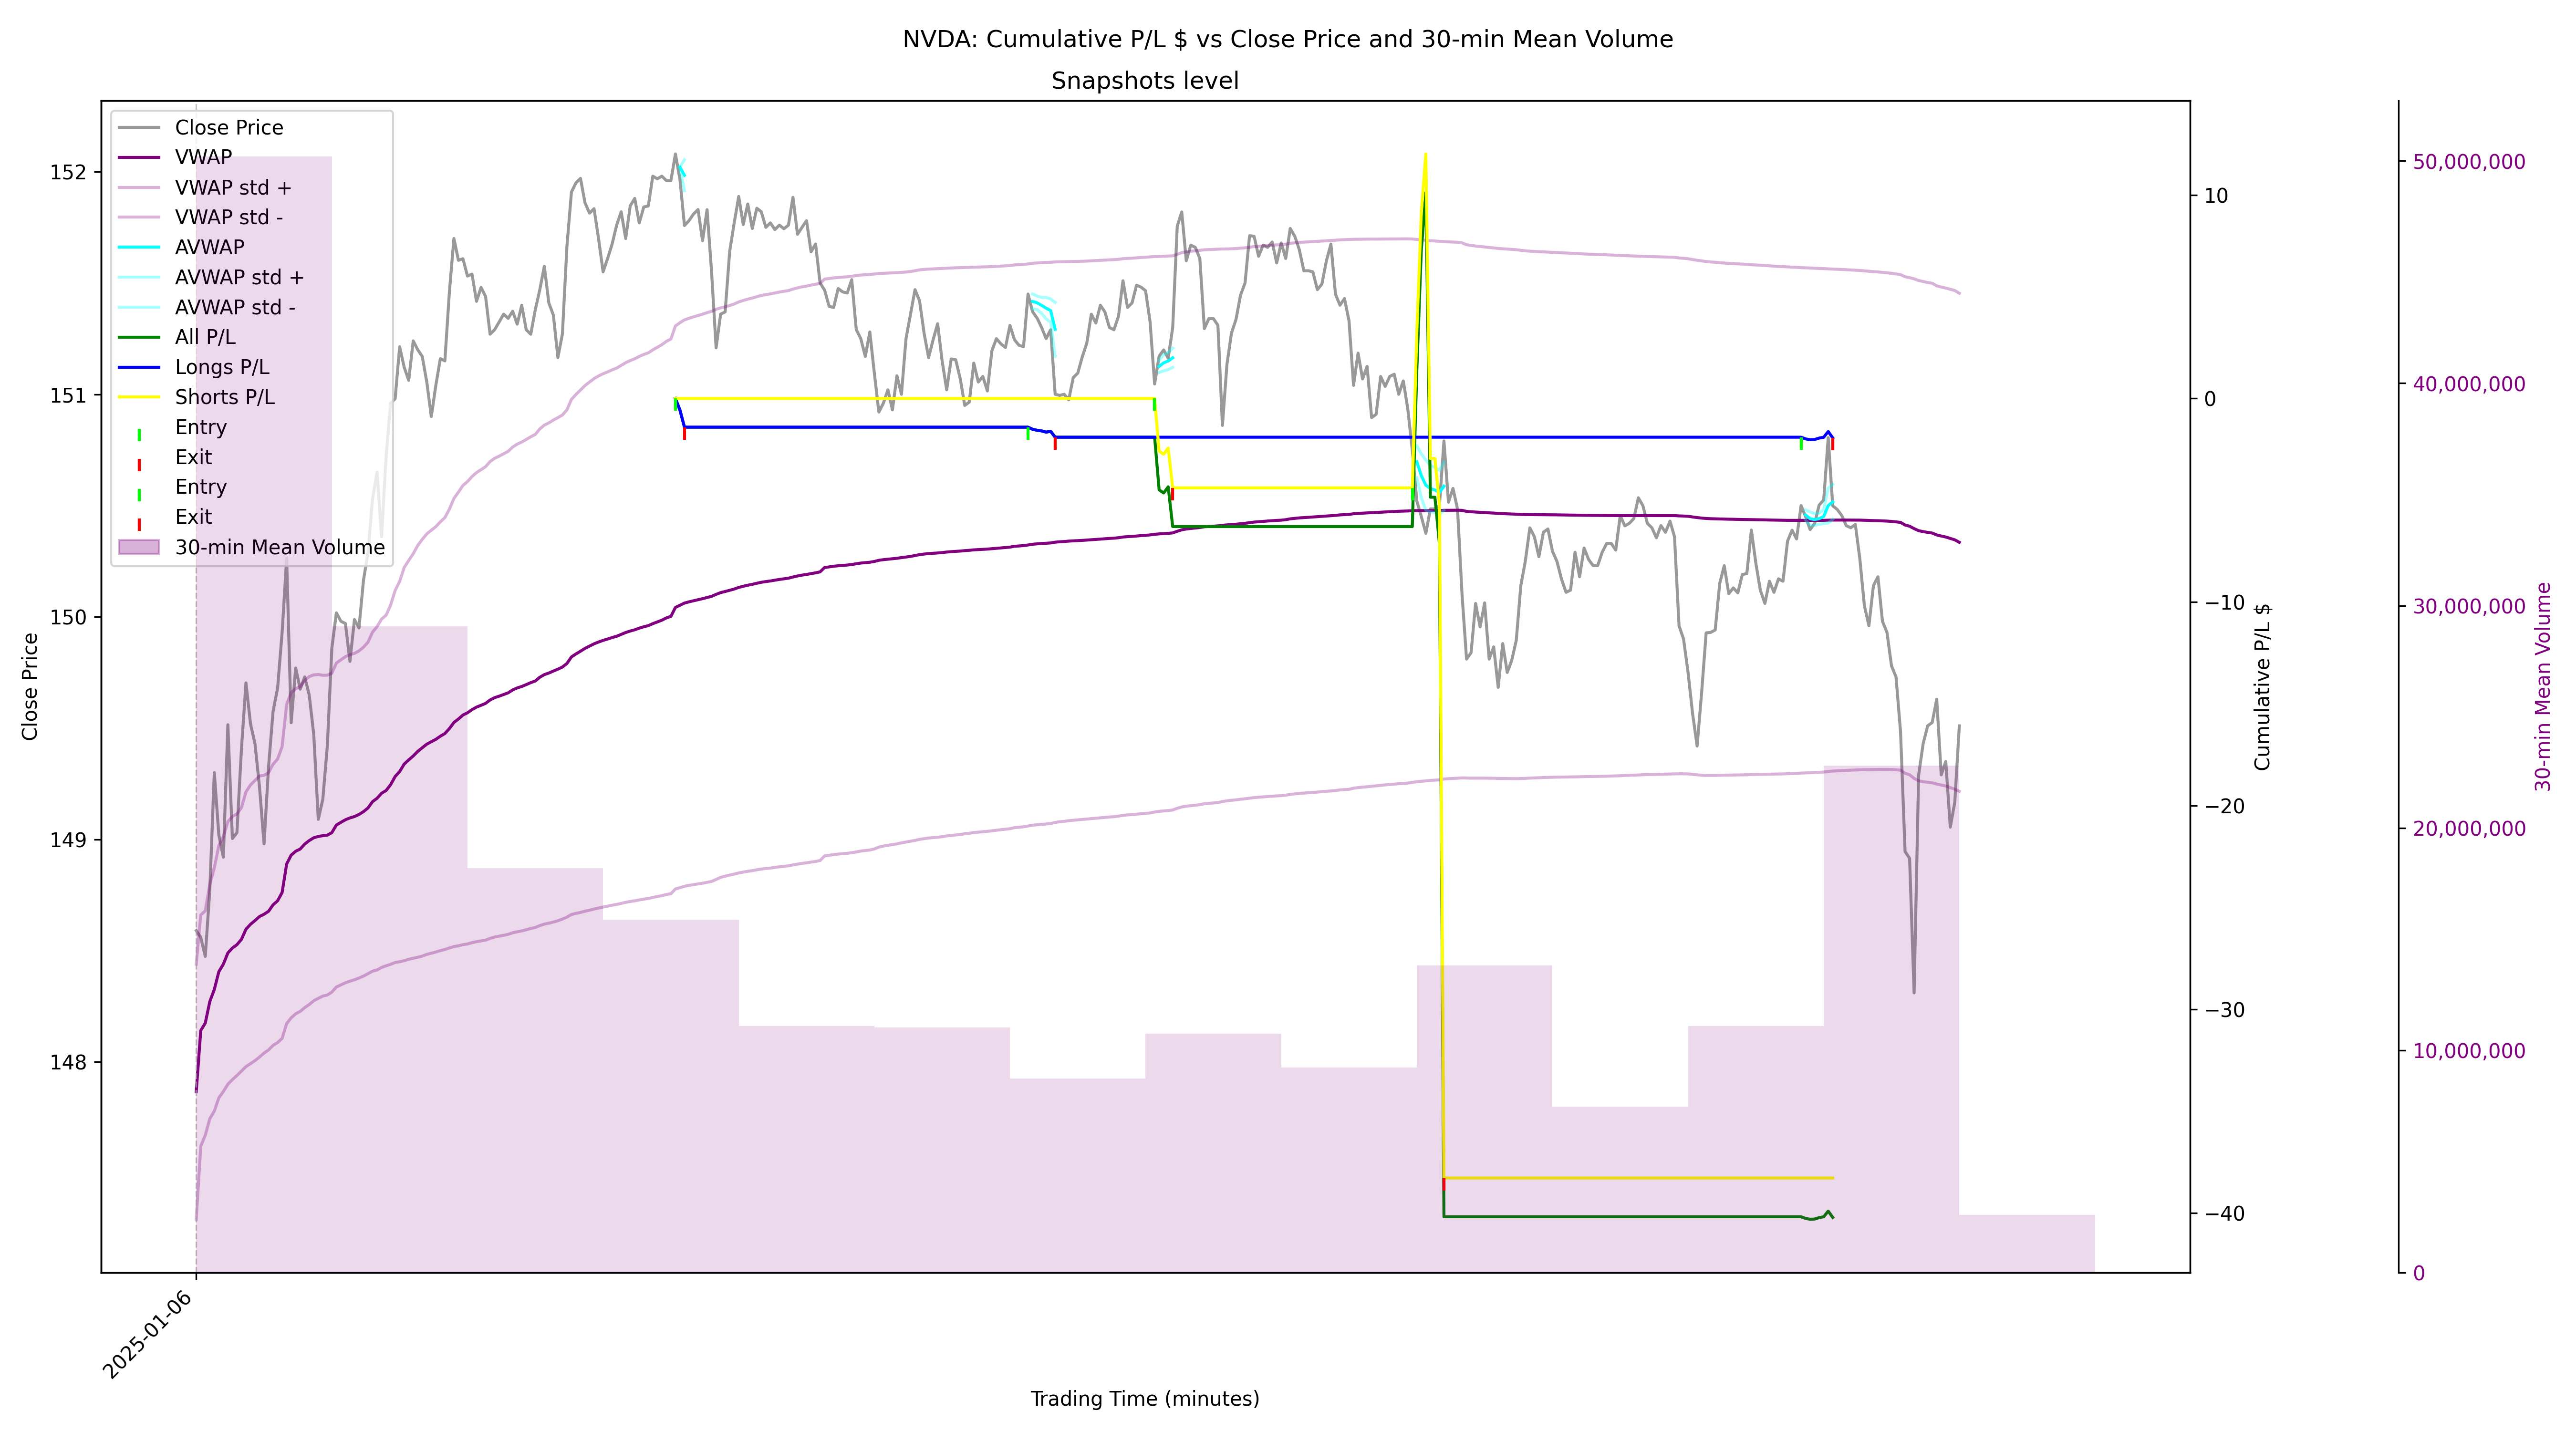 NVDA: Cumulative P/L $ vs Close Price and 30-min Mean Volume
Snapshots level
Close Price
VWAP
VWAP std +
VWAP std -
AVWAP
AVWAP std +
AVWAP std -
All P/L
Longs P/L
Shorts P/L
Entry
Exit
Entry
Exit
30-min Mean Volume
152
151
150
149
148
Close Price
10
0
−10
−20
−30
−40
Cumulative P/L $
50,000,000
40,000,000
30,000,000
20,000,000
10,000,000
0
30-min Mean Volume
2025-01-06
Trading Time (minutes)